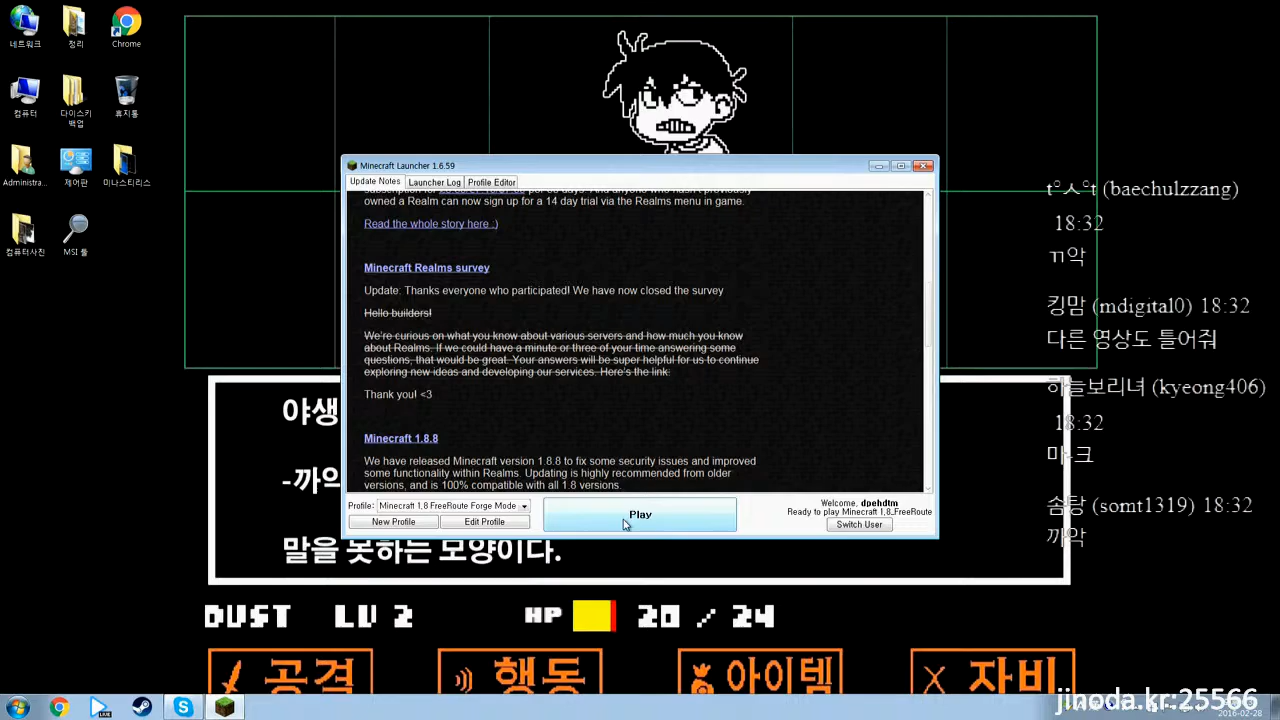 네트워크
정리
Chrome
컴퓨터
다이스키
백업
휴지통
Administra...
제어판
미나스티리스
컴퓨터사진
MSI 툴
Minecraft Launcher 1.6.59
Update Notes
Launcher Log
Profile Editor
owned a Realm can now sign up for a 14 day trial via the Realms menu in game.
Read the whole story here :)
Minecraft Realms survey
Update: Thanks everyone who participated! We have now closed the survey
Hello builders!
We're curious on what you know about various servers and how much you know
about Realms. If we could have a minute or three of your time answering some
questions, that would be great. Your answers will be super helpful for us to continue
exploring new ideas and developing our services. Here's the link:
Thank you! <3
Minecraft 1.8.8
We have released Minecraft version 1.8.8 to fix some security issues and improved
some functionality within Realms. Updating is highly recommended from older
versions, and is 100% compatible with all 1.8 versions.
Profile: Minecraft 1,8 FreeRoute Forge Mode
New Profile
Edit Profile
Play
Welcome, dpehdtm
Ready to play Minecraft 1,8_FreeRoute
Switch User
(baechulzzang)
18:32
ㄲ악
킹맘 (mdigital0) 18:32
다른 영상도 틀어줘
하늘보리녀 (kyeong406)
18:32
마-크
솜탕 (somt1319) 18:32
까악
야생
-까의
말을 못하는 모양이다.
DUST LV 2 HP 20 / 24
공격
행동
아이템
자비
jinoda.kr:25566
2016-02-28